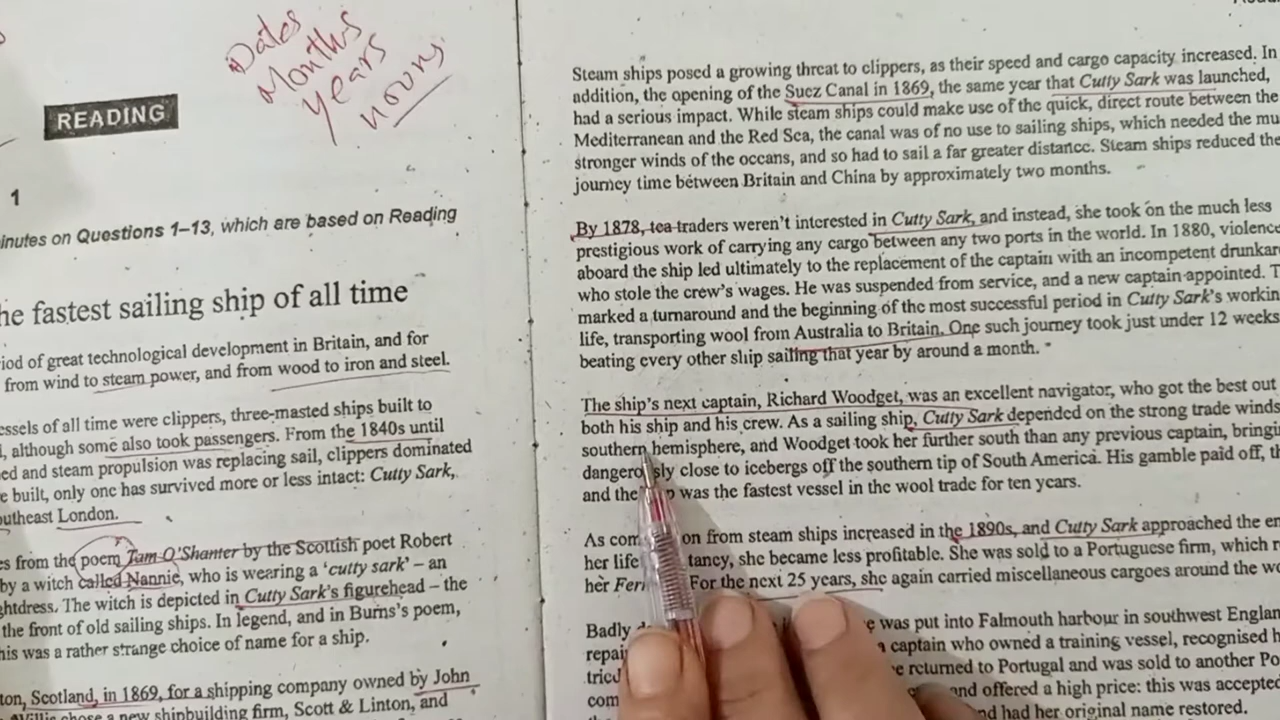 Dates
Months
years
hours
READING
1
inutes on Questions 1–13, which are based on Reading
he fastest sailing ship of all time
iod of great technological development in Britain, and for
from wind to steam power, and from wood to iron and steel.
essels of all time were clippers, three-masted ships built to
, although some also took passengers. From the 1840s until
ed and steam propulsion was replacing sail, clippers dominated
e built, only one has survived more or less intact: Cutty Sark,
outheast London.
es from the poem Tam O'Shanter by the Scottish poet Robert
by a witch called Nannie, who is wearing a 'cutty sark' – an
ghtdress. The witch is depicted in Cutty Sark's figurehead – the
the front of old sailing ships. In legend, and in Burns's poem,
his was a rather strange choice of name for a ship.
ton, Scotland, in 1869, for a shipping company owned by John
chose a new shipbuilding firm, Scott & Linton, and
Steam ships posed a growing threat to clippers, as their speed and cargo capacity increased. In
addition, the opening of the Suez Canal in 1869, the same year that Cutty Sark was launched,
had a serious impact. While steam ships could make use of the quick, direct route between the
Mediterranean and the Red Sea, the canal was of no use to sailing ships, which needed the mu
stronger winds of the oceans, and so had to sail a far greater distance. Steam ships reduced the
journey time between Britain and China by approximately two months.
By 1878, tea traders weren't interested in Cutty Sark, and instead, she took on the much less
prestigious work of carrying any cargo between any two ports in the world. In 1880, violence
aboard the ship led ultimately to the replacement of the captain with an incompetent drunkar
who stole the crew's wages. He was suspended from service, and a new captain appointed. T
marked a turnaround and the beginning of the most successful period in Cutty Sark's workin
life, transporting wool from Australia to Britain. One such journey took just under 12 weeks
beating every other ship sailing that year by around a month.
The ship's next captain, Richard Woodget, was an excellent navigator, who got the best out
both his ship and his crew. As a sailing ship, Cutty Sark depended on the strong trade winds
southern hemisphere, and Woodget took her further south than any previous captain, bringi
dangerously close to icebergs off the southern tip of South America. His gamble paid off, th
and the p was the fastest vessel in the wool trade for ten years.
As com on from steam ships increased in the 1890s, and Cutty Sark approached the en
her life tancy, she became less profitable. She was sold to a Portuguese firm, which r
her Fer For the next 25 years, she again carried miscellaneous cargoes around the wo
Badly e was put into Falmouth harbour in southwest Englan
repai a captain who owned a training vessel, recognised h
tric e returned to Portugal and was sold to another Po
com and offered a high price: this was accepted
nd had her original name restored.